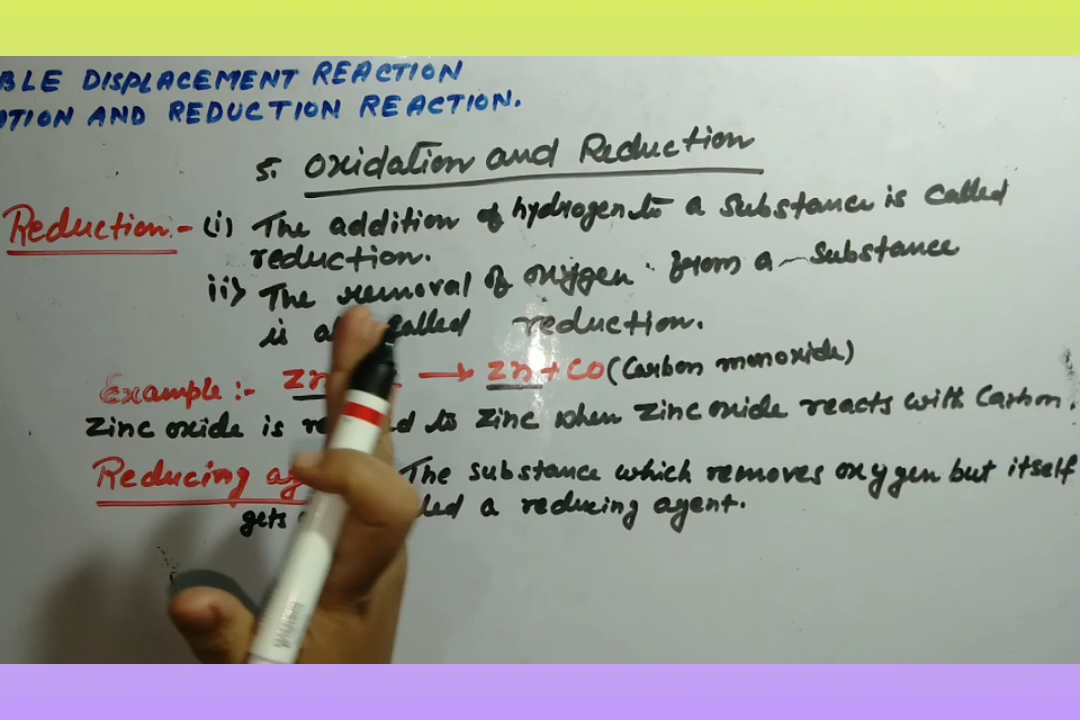 BLE DISPLACEMENT REACTION
TION AND REDUCTION REACTION.
5. Oxidation and Reduction
Reduction:- (i) The addition of hydrogen to a substance is called
reduction.
ii) The removal of oxygen from a substance
is called reduction.
Example:- → Zn + CO (Carbon monoxide)
Zinc oxide is to zinc when zinc oxide reacts with Carbon.
Reducing The substance which removes oxygen but itself
gets a reducing agent.